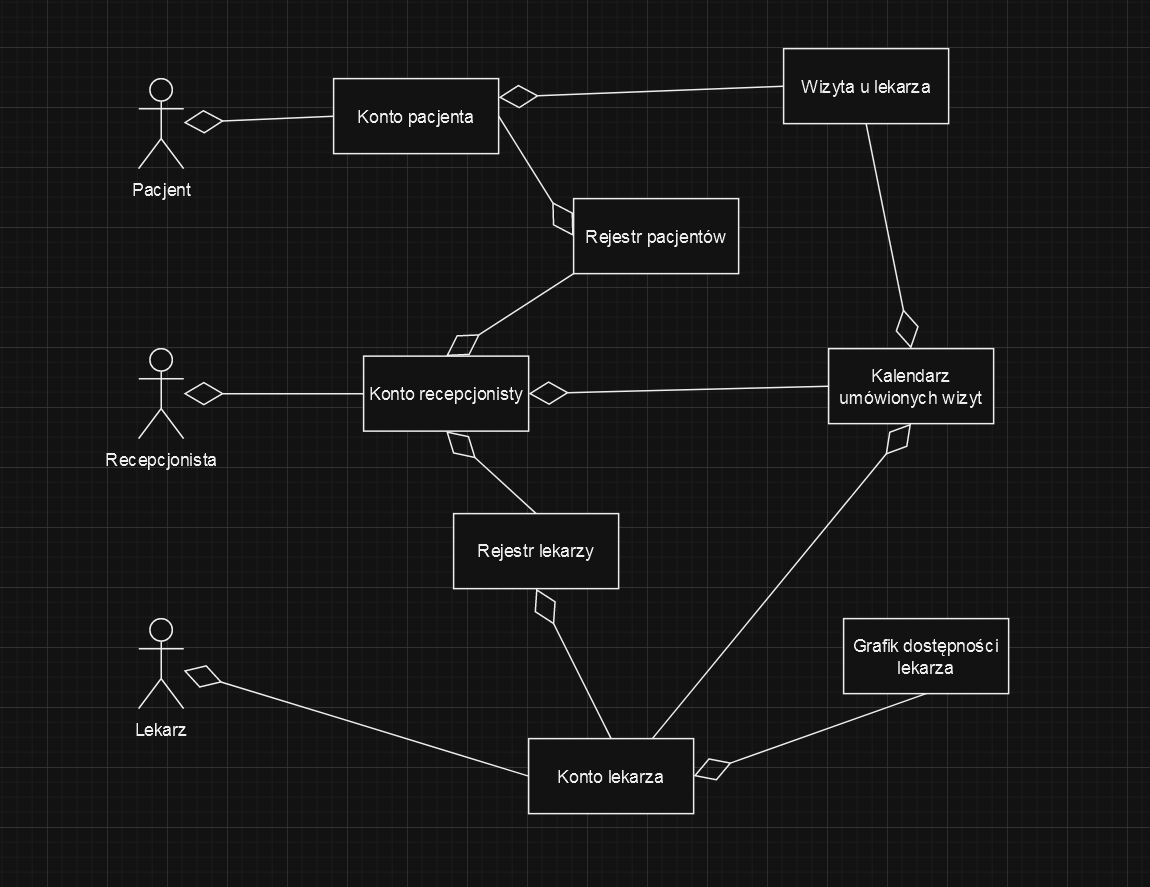 Wizyta u lekarza
Konto pacjenta
Pacjent
Rejestr pacjentów
Kalendarz
umówionych wizyt
Konto recepcjonisty
Recepcjonista
Rejestr lekarzy
Grafik dostępności
lekarza
Lekarz
Konto lekarza